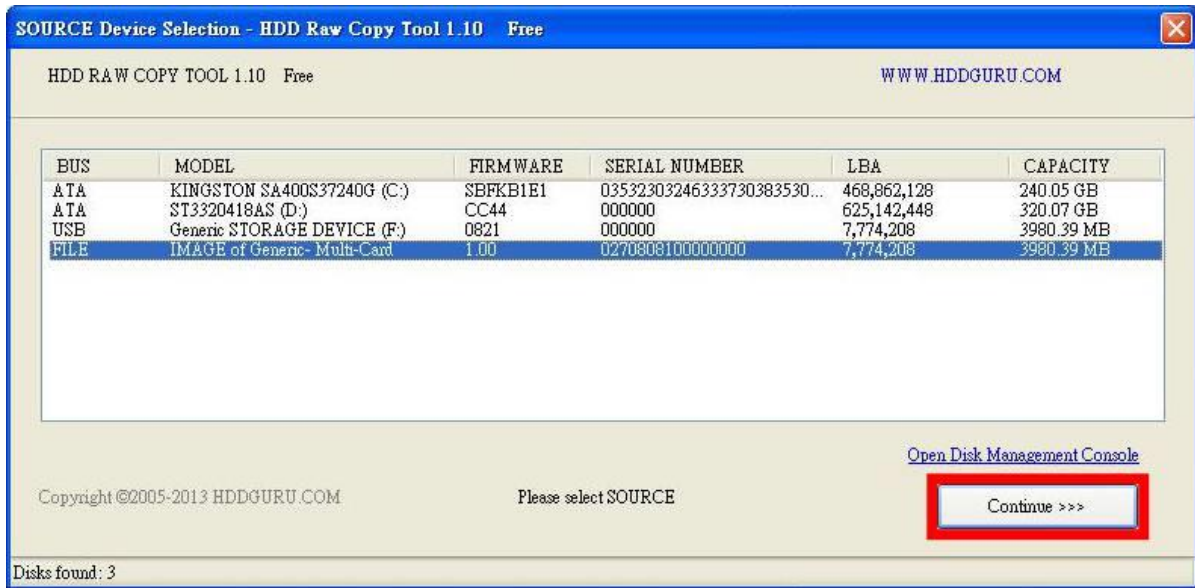 SOURCE Device Selection - HDD Raw Copy Tool 1.10 Free
HDD RAW COPY TOOL 1.10 Free WWW.HDDGURU.COM
BUS MODEL FIRMWARE SERIAL NUMBER LBA CAPACITY
ATA KINGSTON SA400S37240G (C:) SBFKB1E1 03532303246333730383530... 468,862,128 240.05 GB
ATA ST3320418AS (D:) CC44 000000 625,142,448 320.07 GB
USB Generic STORAGE DEVICE (F:) 0821 000000 7,774,208 3980.39 MB
FILE IMAGE of Generic- Multi-Card 1.00 0270808100000000 7,774,208 3980.39 MB
Open Disk Management Console
Copyright ©2005-2013 HDDGURU.COM Please select SOURCE Continue >>>
Disks found: 3